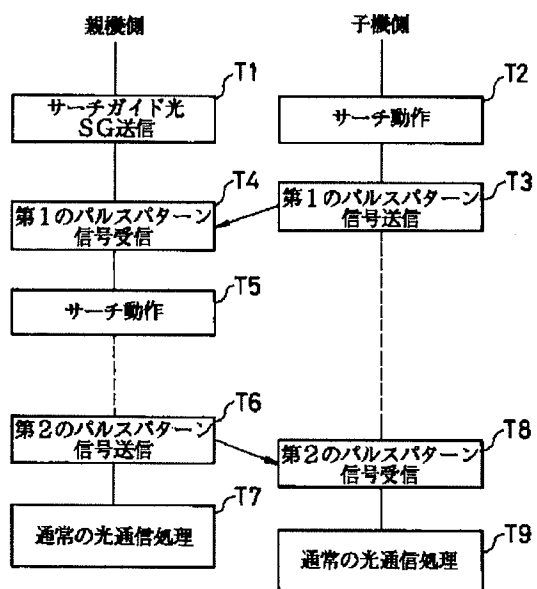 親機側
子機側
T1
サーチガイド光
SG送信
T2
サーチ動作
T3
第1のパルスパターン
信号送信
T4
第1のパルスパターン
信号受信
T5
サーチ動作
T6
第2のパルスパターン
信号送信
T8
第2のパルスパターン
信号受信
T7
通常の光通信処理
T9
通常の光通信処理